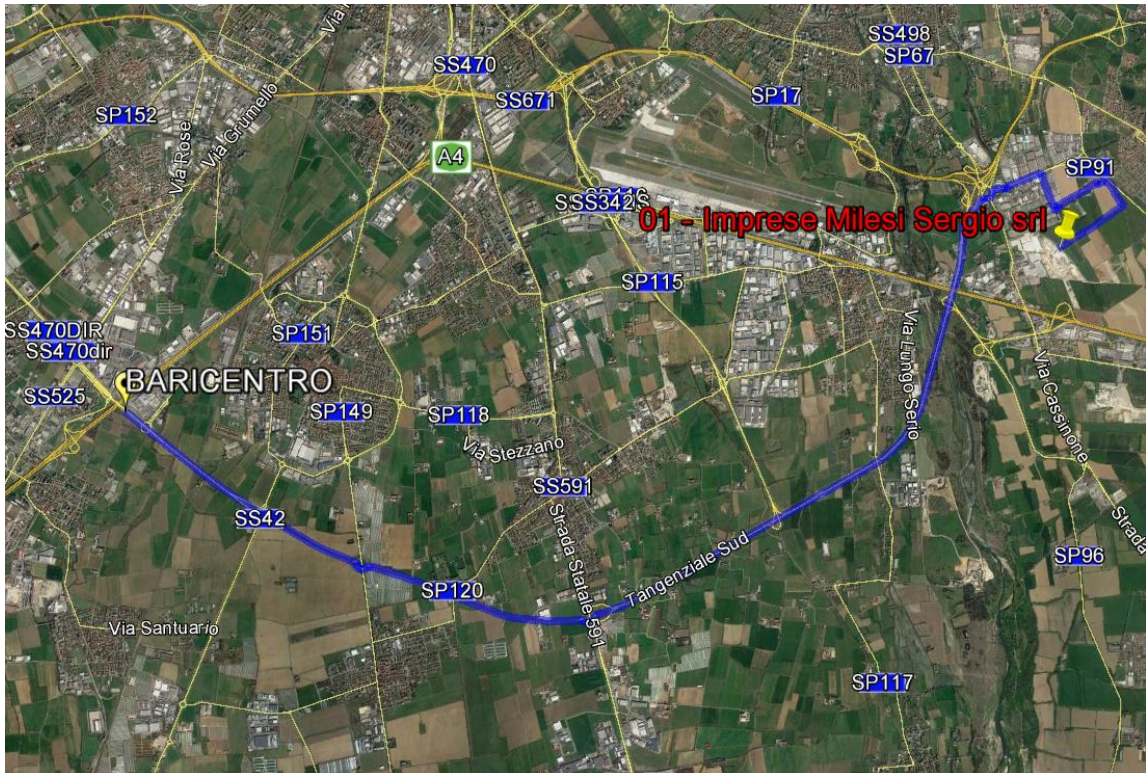 SS498
SP67
SS470
SS671
SP17
Via Grumello
SP152
Via Rose
A4
SP91
SS342
01 - Imprese Milesi Sergio srl
SP115
SS470DIR
SP151
SS470dir
Via Lungo Serio
Via Cassinone
BARICENTRO
SS525
SP149
SP118
Via Stezzano
SS591
SS42
Strada Statale 591
Strada
Tangenziale Sud
SP96
SP120
Via Santuario
SP117